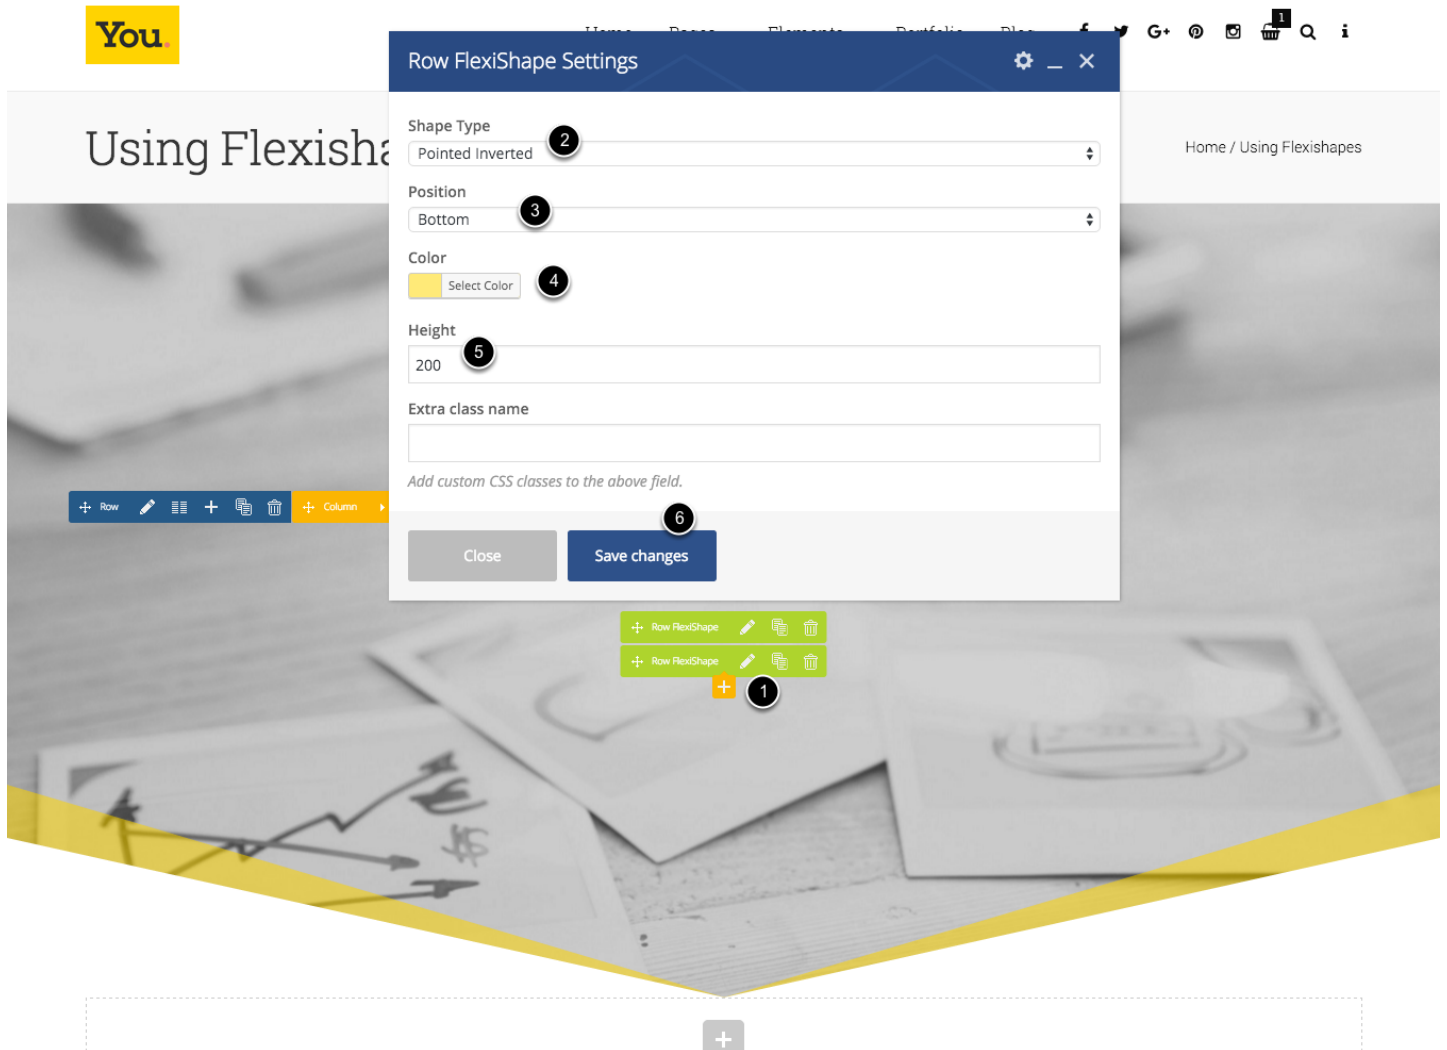 You.
1
Row FlexiShape Settings
Using Flexisha
Home / Using Flexishapes
Shape Type
2
Pointed Inverted
Position
3
Bottom
Color
Select Color
4
Height
5
200
Extra class name
Add custom CSS classes to the above field.
Row
Column
6
Close
Save changes
Row FlexiShape
Row FlexiShape
1